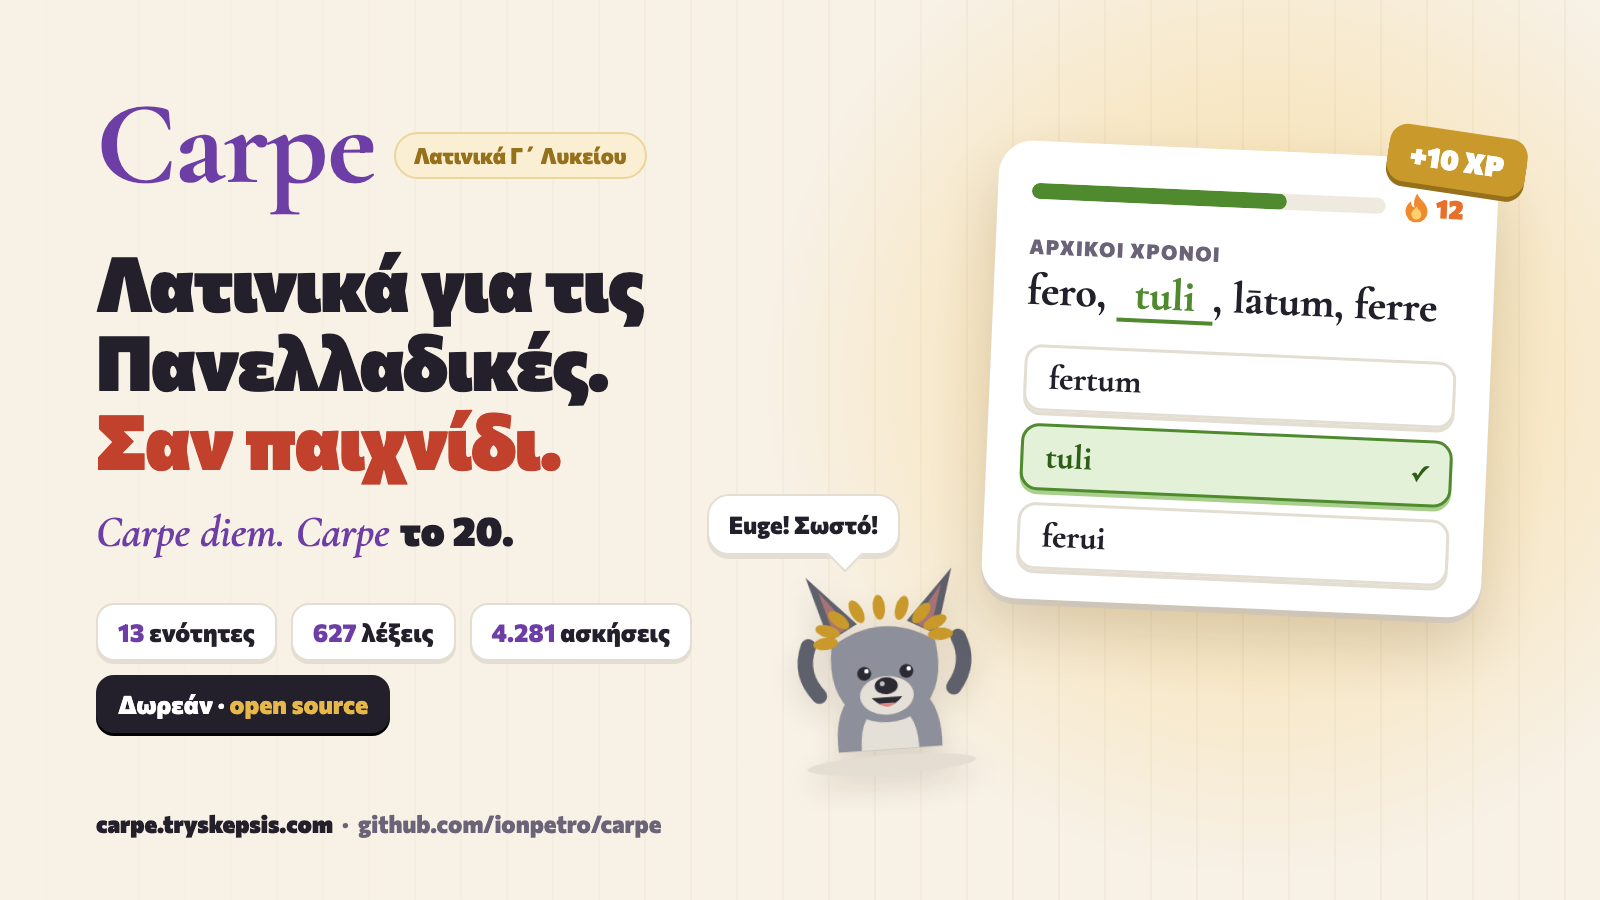 Carpe
Λατινικά Γ΄ Λυκείου
Λατινικά για τις
Πανελλαδικές.
Σαν παιχνίδι.
Carpe diem. Carpe το 20.
13 ενότητες
627 λέξεις
4.281 ασκήσεις
Δωρεάν · open source
carpe.tryskepsis.com · github.com/ionpetro/carpe
Euge! Σωστό!
+10 XP
12
ΑΡΧΙΚΟΙ ΧΡΟΝΟΙ
fero, tuli, lātum, ferre
fertum
tuli ✓
ferui